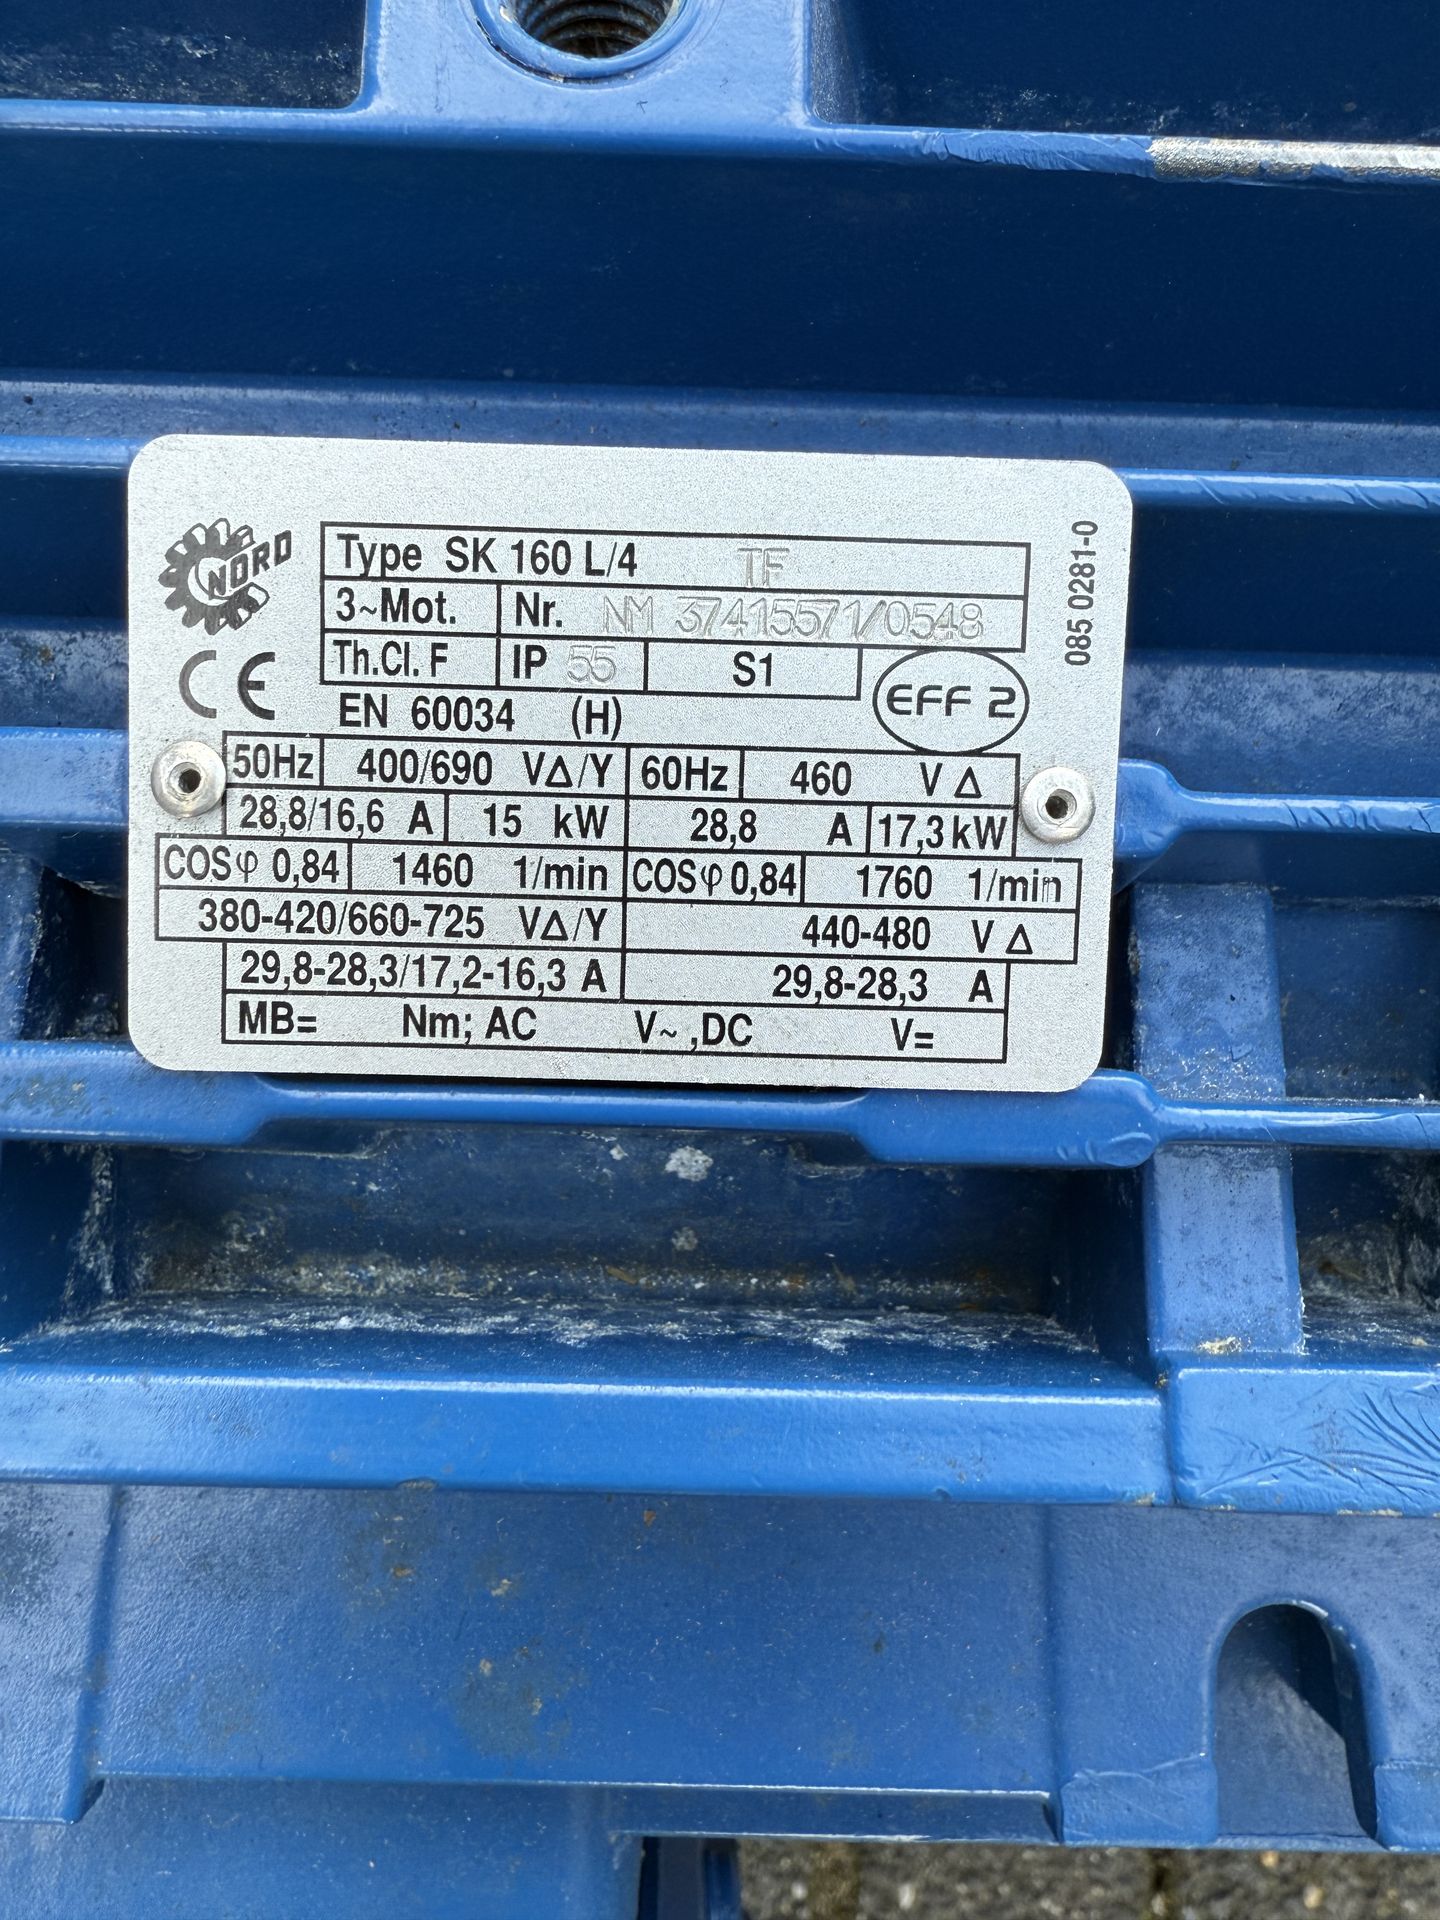 NORD
Type SK 160 L/4 TF
3~Mot. Nr. NM 37415571/0548
Th.Cl. F IP 55 S1
CE EN 60034 (H) EFF 2
50Hz 400/690 VΔ/Y 60Hz 460 V Δ
28,8/16,6 A 15 kW 28,8 A 17,3 kW
COSφ 0,84 1460 1/min COSφ 0,84 1760 1/min
380-420/660-725 VΔ/Y 440-480 V Δ
29,8-28,3/17,2-16,3 A 29,8-28,3 A
MB= Nm; AC V~ ,DC V=
085 0281-0